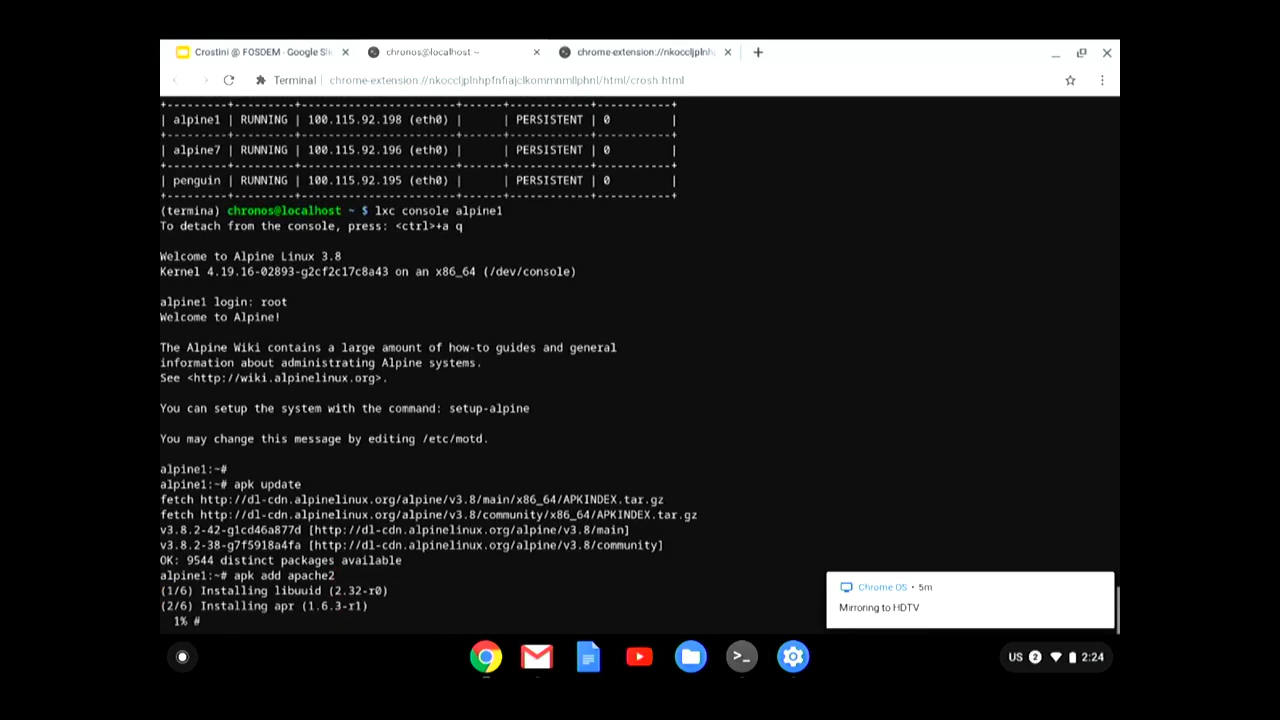 Crostini @ FOSDEM - Google Sli
chronos@localhost ~
chrome-extension://nkoccljplnhp
Terminal | chrome-extension://nkoccljplnhpfnfiajclkommnmllphnl/html/crosh.html
+---------+---------+-----------------------+------+------------+-----------+
| alpine1 | RUNNING | 100.115.92.198 (eth0) |      | PERSISTENT | 0         |
+---------+---------+-----------------------+------+------------+-----------+
| alpine7 | RUNNING | 100.115.92.196 (eth0) |      | PERSISTENT | 0         |
+---------+---------+-----------------------+------+------------+-----------+
| penguin | RUNNING | 100.115.92.195 (eth0) |      | PERSISTENT | 0         |
+---------+---------+-----------------------+------+------------+-----------+
(termina) chronos@localhost ~ $ lxc console alpine1
To detach from the console, press: <ctrl>+a q
Welcome to Alpine Linux 3.8
Kernel 4.19.16-02893-g2cf2c17c8a43 on an x86_64 (/dev/console)
alpine1 login: root
Welcome to Alpine!
The Alpine Wiki contains a large amount of how-to guides and general
information about administrating Alpine systems.
See <http://wiki.alpinelinux.org>.
You can setup the system with the command: setup-alpine
You may change this message by editing /etc/motd.
alpine1:~#
alpine1:~# apk update
fetch http://dl-cdn.alpinelinux.org/alpine/v3.8/main/x86_64/APKINDEX.tar.gz
fetch http://dl-cdn.alpinelinux.org/alpine/v3.8/community/x86_64/APKINDEX.tar.gz
v3.8.2-42-g1cd46a877d [http://dl-cdn.alpinelinux.org/alpine/v3.8/main]
v3.8.2-38-g7f5918a4fa [http://dl-cdn.alpinelinux.org/alpine/v3.8/community]
OK: 9544 distinct packages available
alpine1:~# apk add apache2
(1/6) Installing libuuid (2.32-r0)
(2/6) Installing apr (1.6.3-r1)
1% #
Chrome OS • 5m
Mirroring to HDTV
US 2 2:24